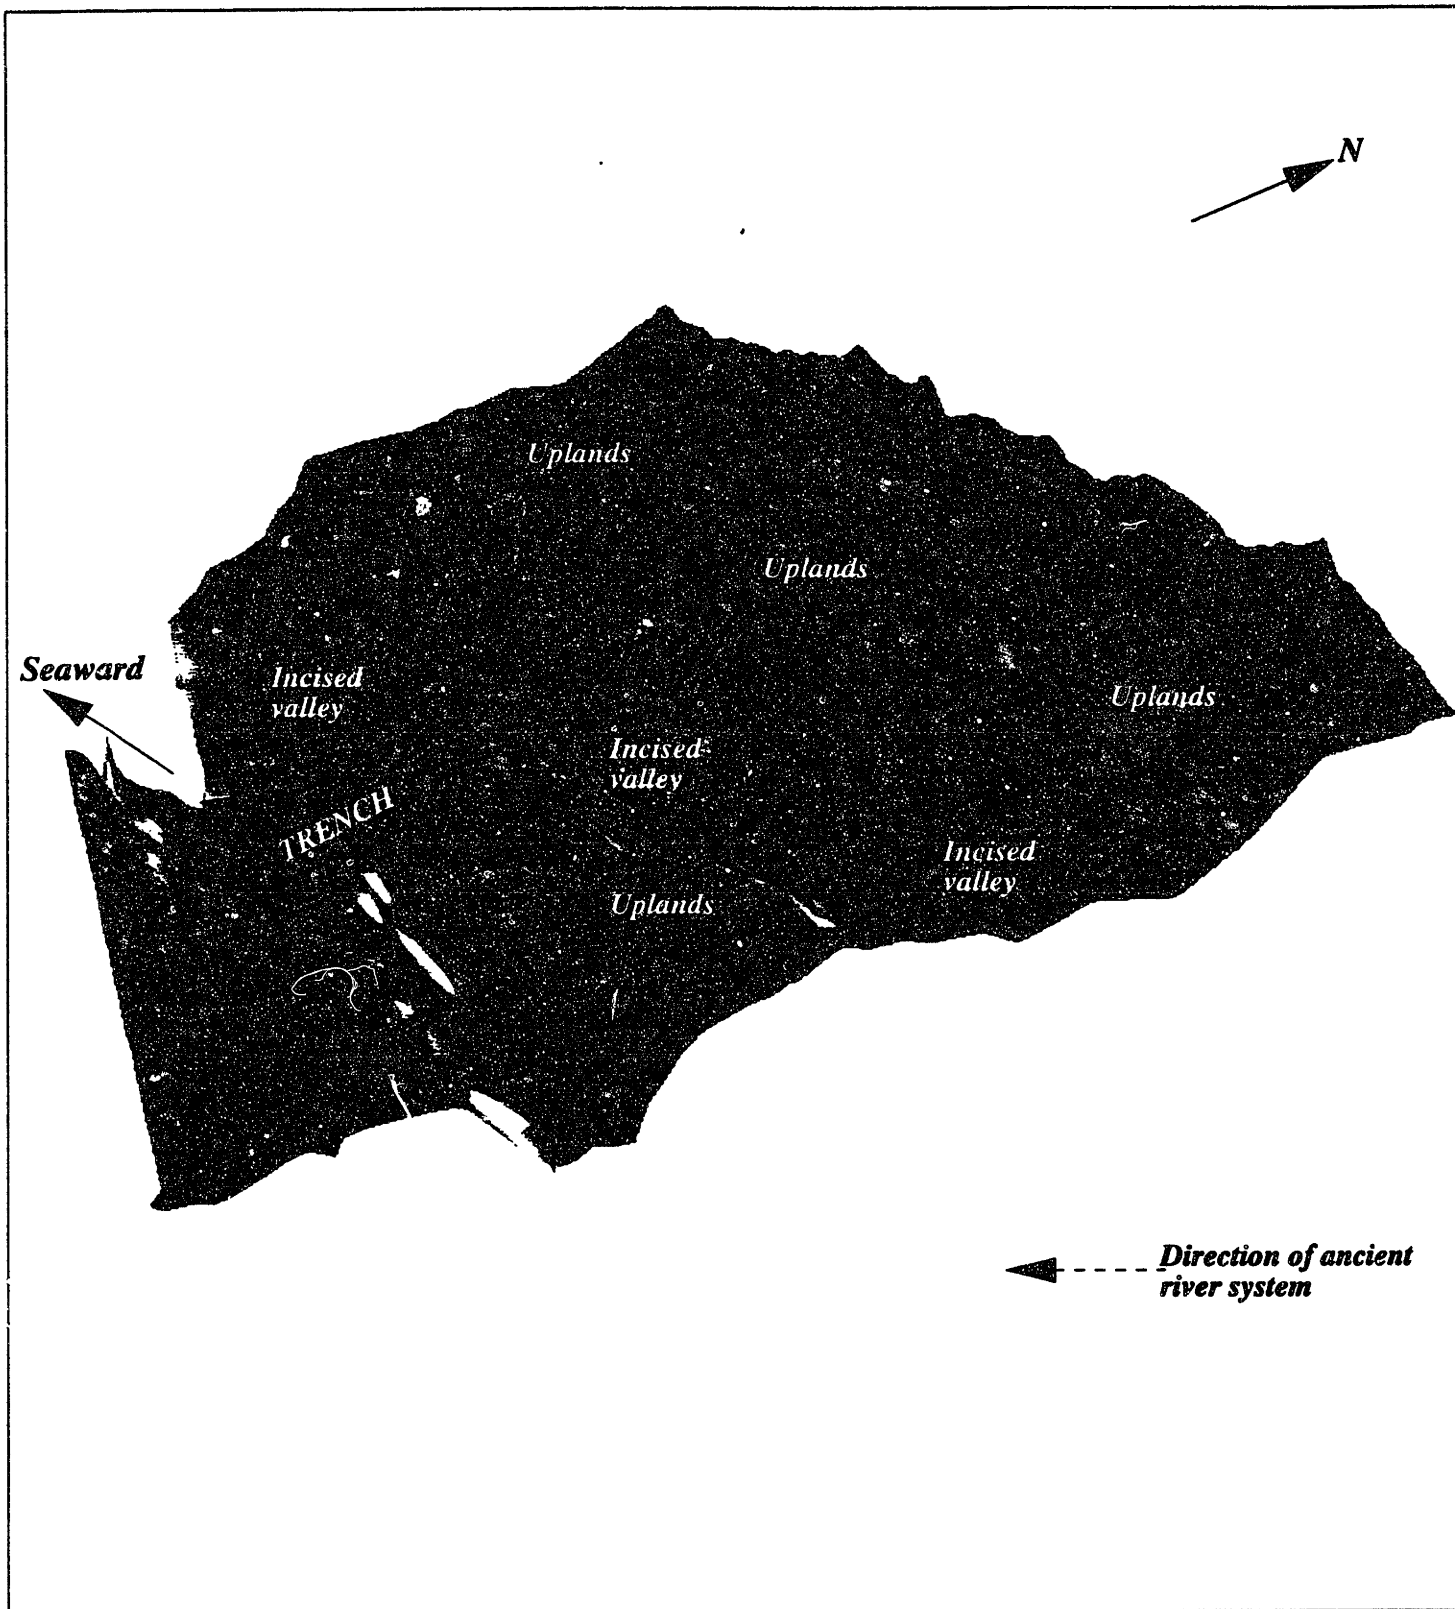 N
Uplands
Uplands
Seaward
Incised
valley
Uplands
Incised
valley
TRENCH
Incised
valley
Uplands
Direction of ancient
river system